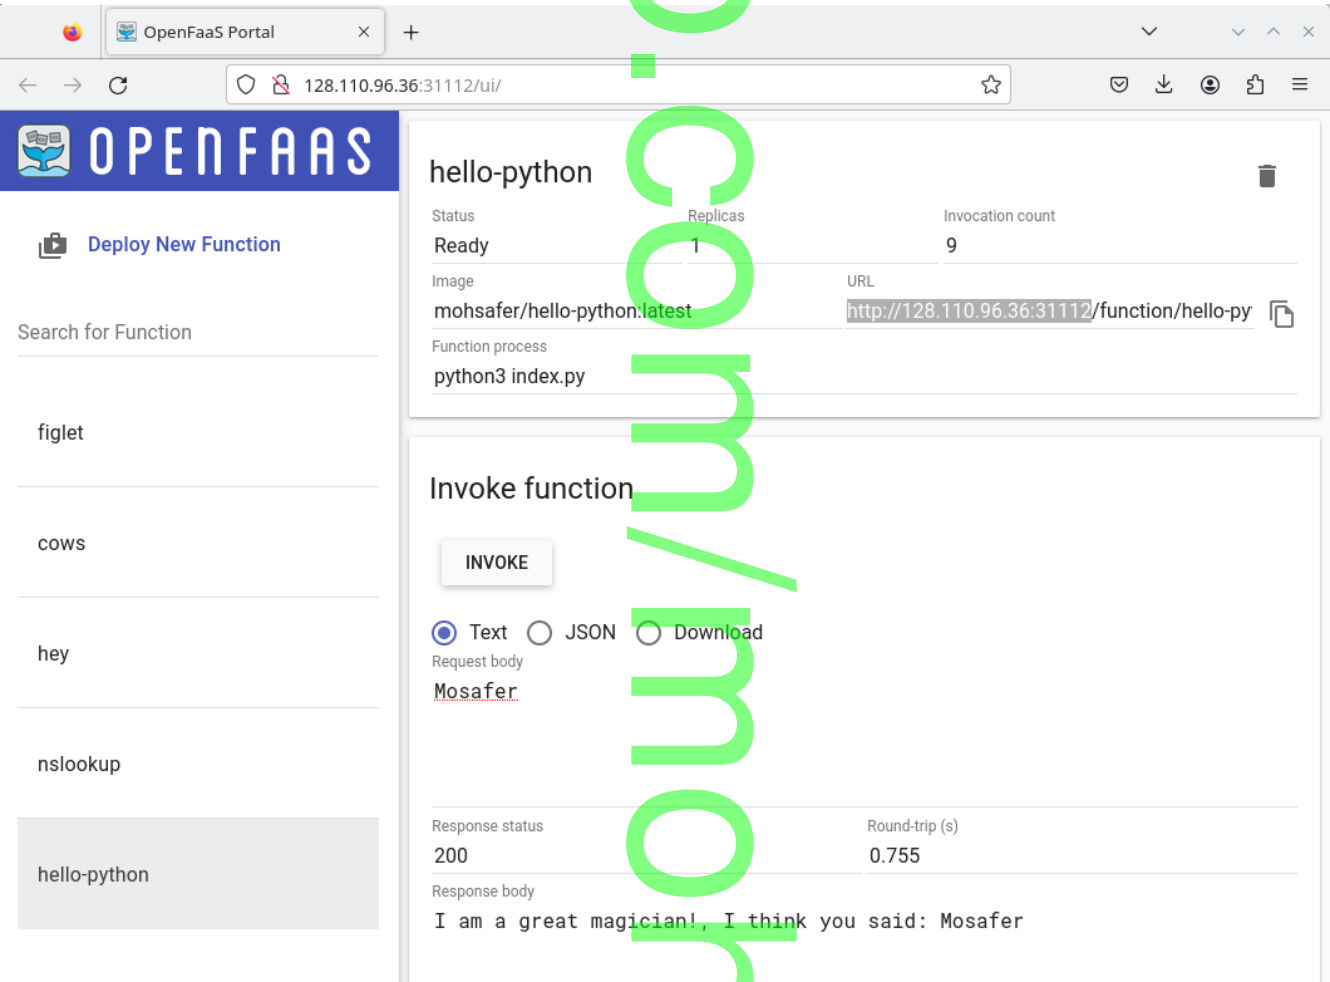 OpenFaaS Portal
128.110.96.36:31112/ui/
OPENFAAS
Deploy New Function
Search for Function
figlet
cows
hey
nslookup
hello-python
hello-python
Status
Replicas
Invocation count
Ready
1
9
Image
URL
mohsafer/hello-python:latest
http://128.110.96.36:31112/function/hello-py
Function process
python3 index.py
Invoke function
INVOKE
Text
JSON
Download
Request body
Mosafer
Response status
Round-trip (s)
200
0.755
Response body
I am a great magician!, I think you said: Mosafer
.com/mo